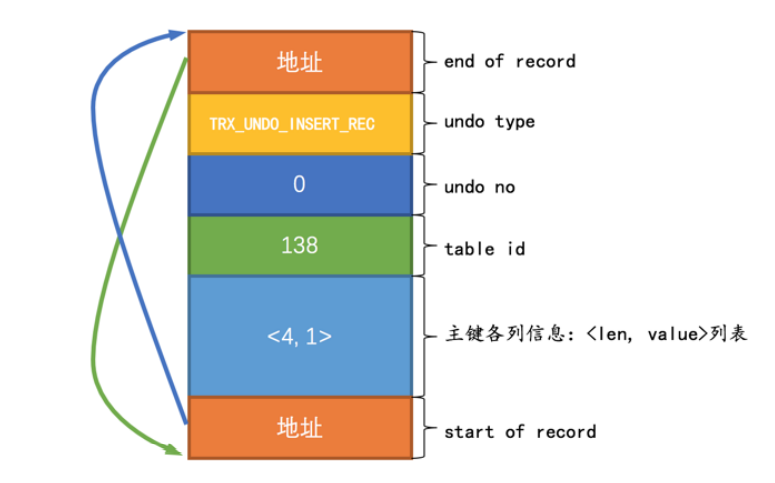 地址
end of record
TRX_UNDO_INSERT_REC
undo type
0
undo no
138
table id
<4, 1>
主键各列信息: <len, value>列表
地址
start of record